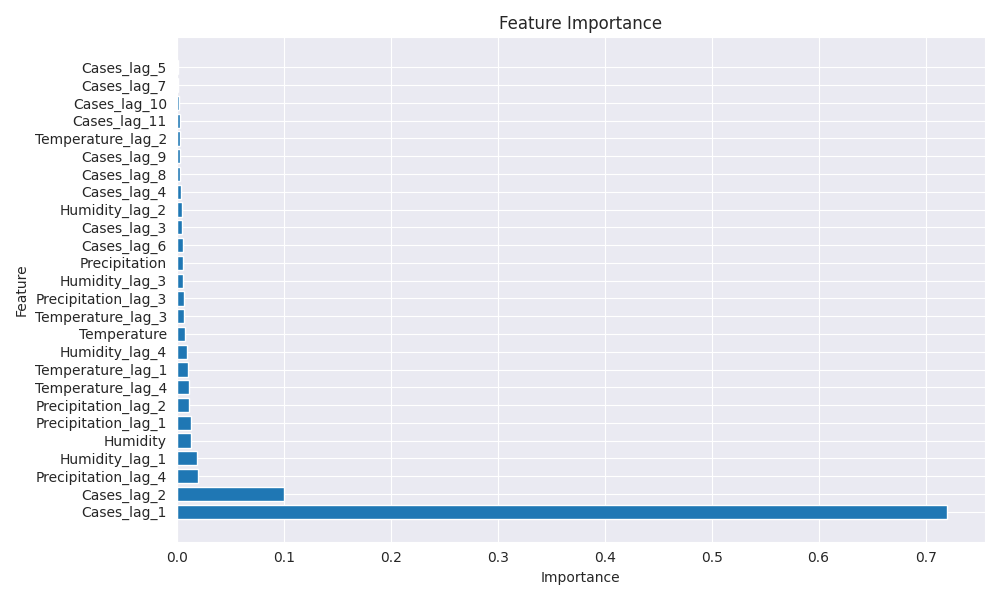 Feature Importance
Cases_lag_5
Cases_lag_7
Cases_lag_10
Cases_lag_11
Temperature_lag_2
Cases_lag_9
Cases_lag_8
Cases_lag_4
Humidity_lag_2
Cases_lag_3
Cases_lag_6
Precipitation
Humidity_lag_3
Precipitation_lag_3
Temperature_lag_3
Temperature
Humidity_lag_4
Temperature_lag_1
Temperature_lag_4
Precipitation_lag_2
Precipitation_lag_1
Humidity
Humidity_lag_1
Precipitation_lag_4
Cases_lag_2
Cases_lag_1
Feature
0.0 0.1 0.2 0.3 0.4 0.5 0.6 0.7
Importance